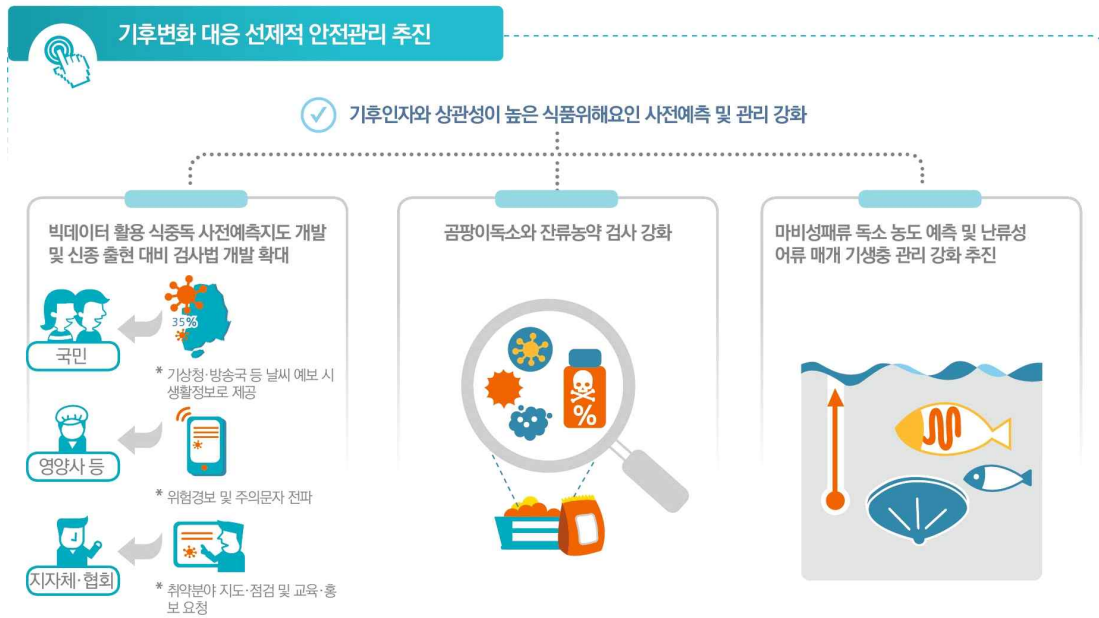 기후변화 대응 선제적 안전관리 추진
기후인자와 상관성이 높은 식품위해요인 사전예측 및 관리 강화
빅데이터 활용 식중독 사전예측지도 개발
및 신종 출현 대비 검사법 개발 확대
35%
국민
* 기상청·방송국 등 날씨 예보 시
생활정보로 제공
영양사 등
* 위험경보 및 주의문자 전파
지자체·협회
* 취약분야 지도·점검 및 교육·홍
보 요청
곰팡이독소와 잔류농약 검사 강화
%
마비성패류 독소 농도 예측 및 난류성
어류 매개 기생충 관리 강화 추진